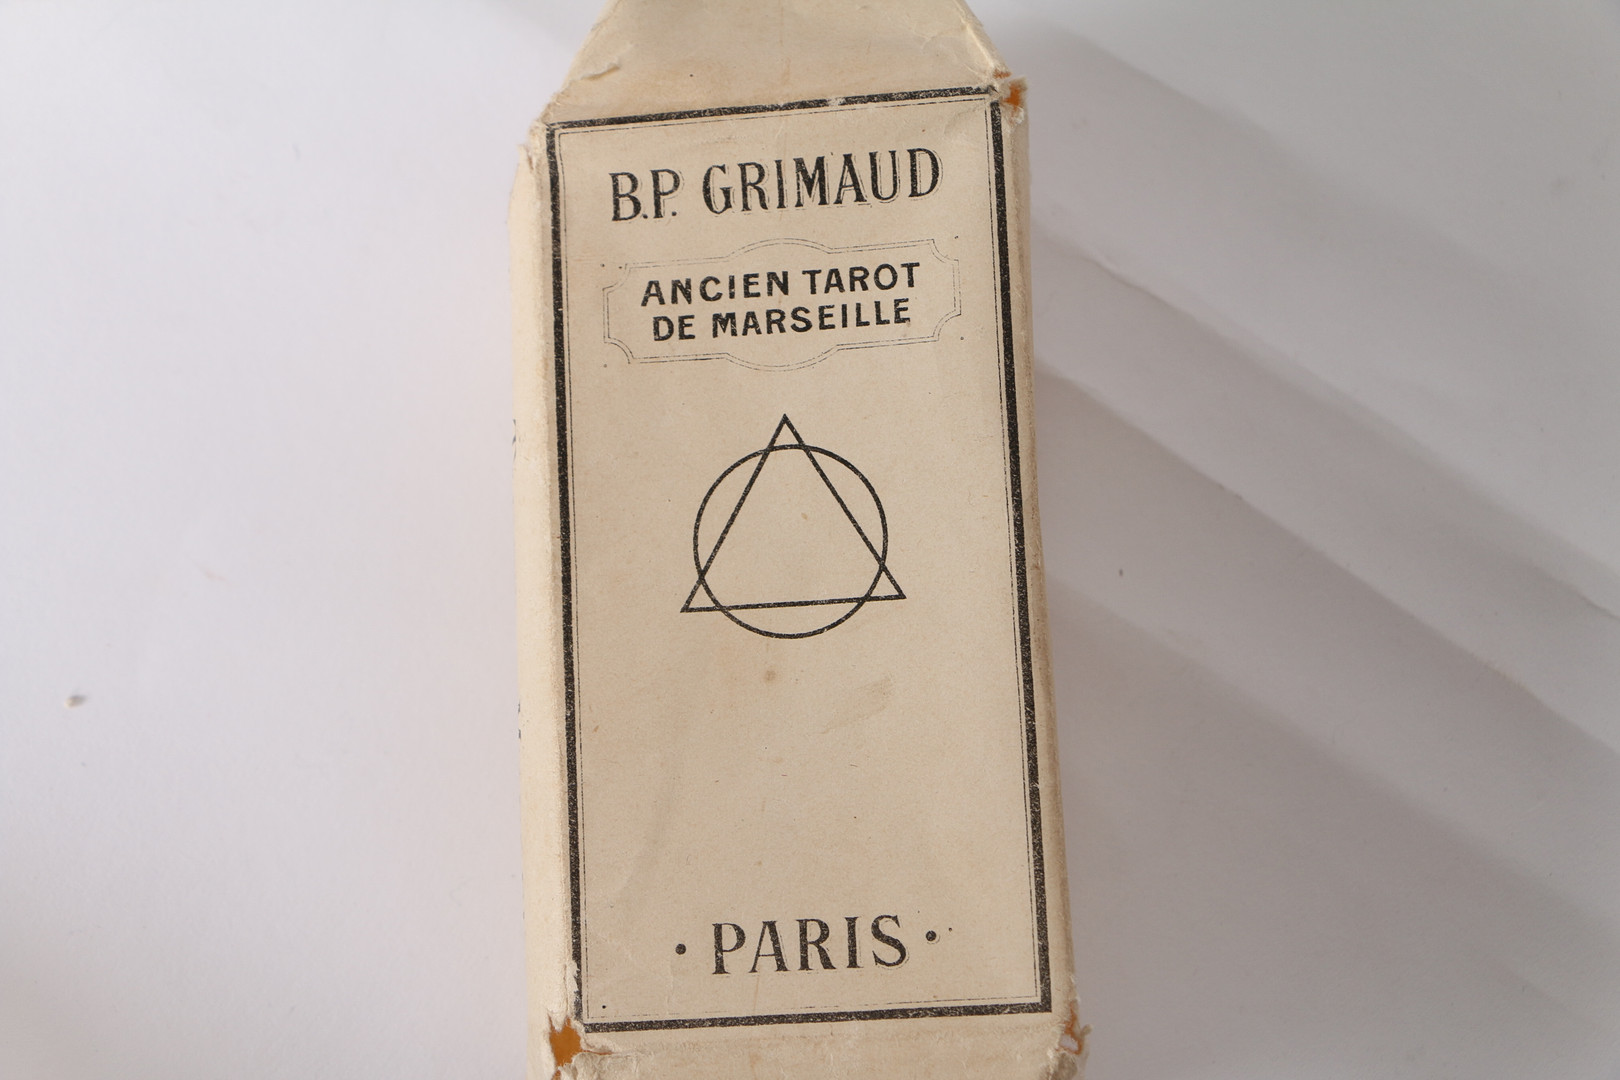 B.P. GRIMAUD
ANCIEN TAROT
DE MARSEILLE
· PARIS ·